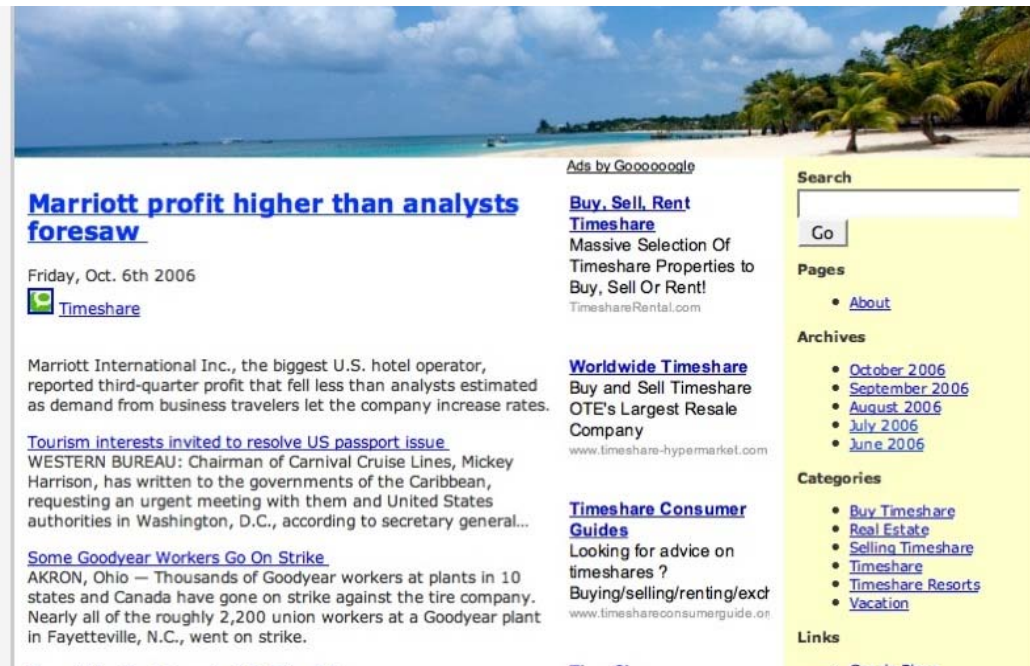 Marriott profit higher than analysts
foresaw
Friday, Oct. 6th 2006
Timeshare
Marriott International Inc., the biggest U.S. hotel operator,
reported third-quarter profit that fell less than analysts estimated
as demand from business travelers let the company increase rates.
Tourism interests invited to resolve US passport issue
WESTERN BUREAU: Chairman of Carnival Cruise Lines, Mickey
Harrison, has written to the governments of the Caribbean,
requesting an urgent meeting with them and United States
authorities in Washington, D.C., according to secretary general...
Some Goodyear Workers Go On Strike
AKRON, Ohio — Thousands of Goodyear workers at plants in 10
states and Canada have gone on strike against the tire company.
Nearly all of the roughly 2,200 union workers at a Goodyear plant
in Fayetteville, N.C., went on strike.
Ads by Goooooogle
Buy, Sell, Rent
Timeshare
Massive Selection Of
Timeshare Properties to
Buy, Sell Or Rent!
TimeshareRental.com
Worldwide Timeshare
Buy and Sell Timeshare
OTE's Largest Resale
Company
www.timeshare-hypermarket.com
Timeshare Consumer
Guides
Looking for advice on
timeshares ?
Buying/selling/renting/exch
www.timeshareconsumerguide.or
Search
Go
Pages
About
Archives
October 2006
September 2006
August 2006
July 2006
June 2006
Categories
Buy Timeshare
Real Estate
Selling Timeshare
Timeshare
Timeshare Resorts
Vacation
Links